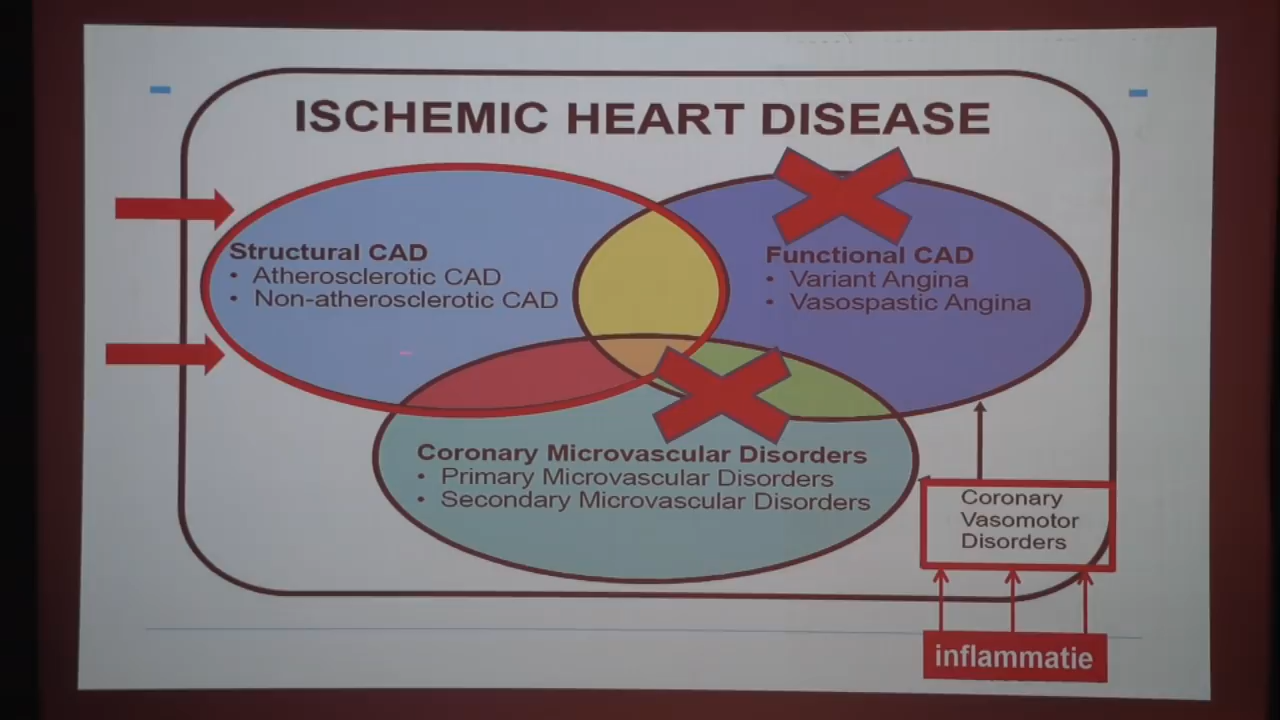 ISCHEMIC HEART DISEASE
Structural CAD
• Atherosclerotic CAD
• Non-atherosclerotic CAD
Functional CAD
• Variant Angina
• Vasospastic Angina
Coronary Microvascular Disorders
• Primary Microvascular Disorders
• Secondary Microvascular Disorders
Coronary
Vasomotor
Disorders
inflammatie